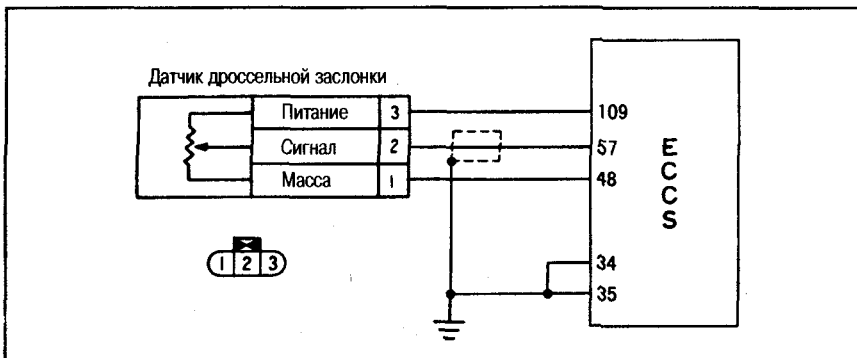 Датчик дроссельной заслонки
Питание 3 109
Сигнал 2 57
Масса 1 48
34
35
E
C
C
S
1 2 3